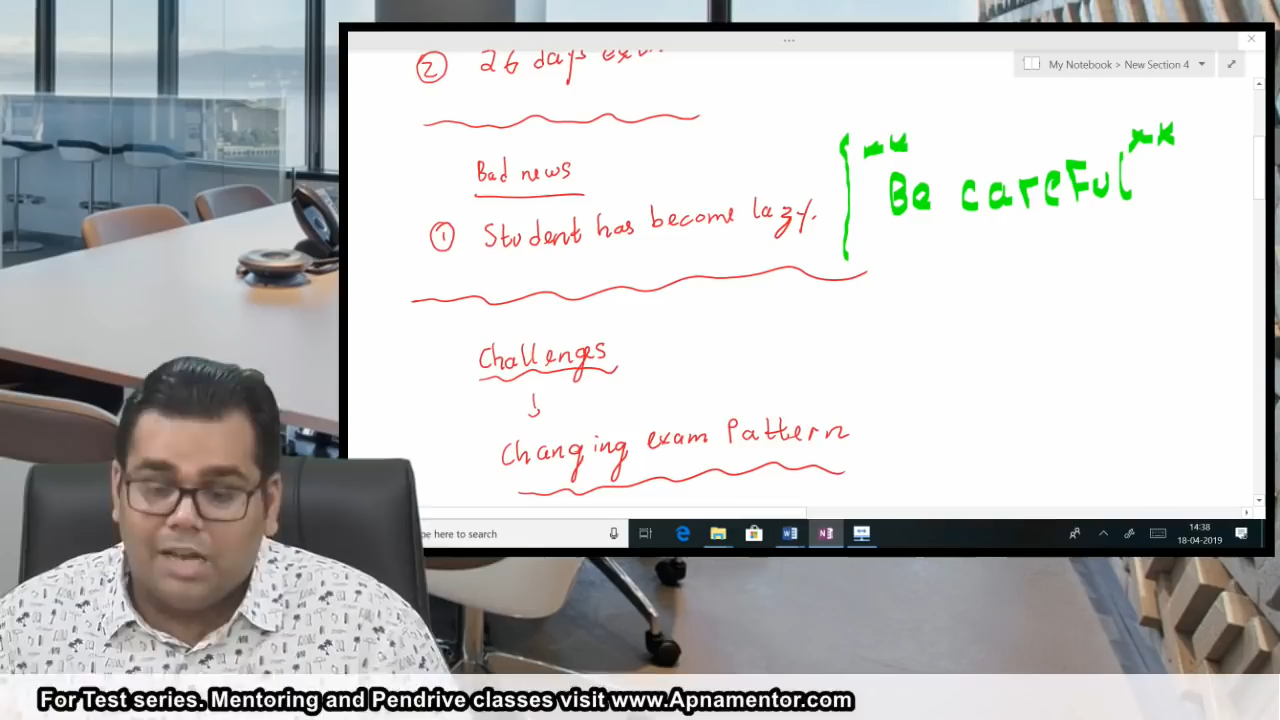 ② 26 days
My Notebook > New Section 4
Bad news
① Student has become lazy.
Be careful
Challenges
Changing exam Pattern
pe here to search
14:38
18-04-2019
For Test series. Mentoring and Pendrive classes visit www.Apnamentor.com